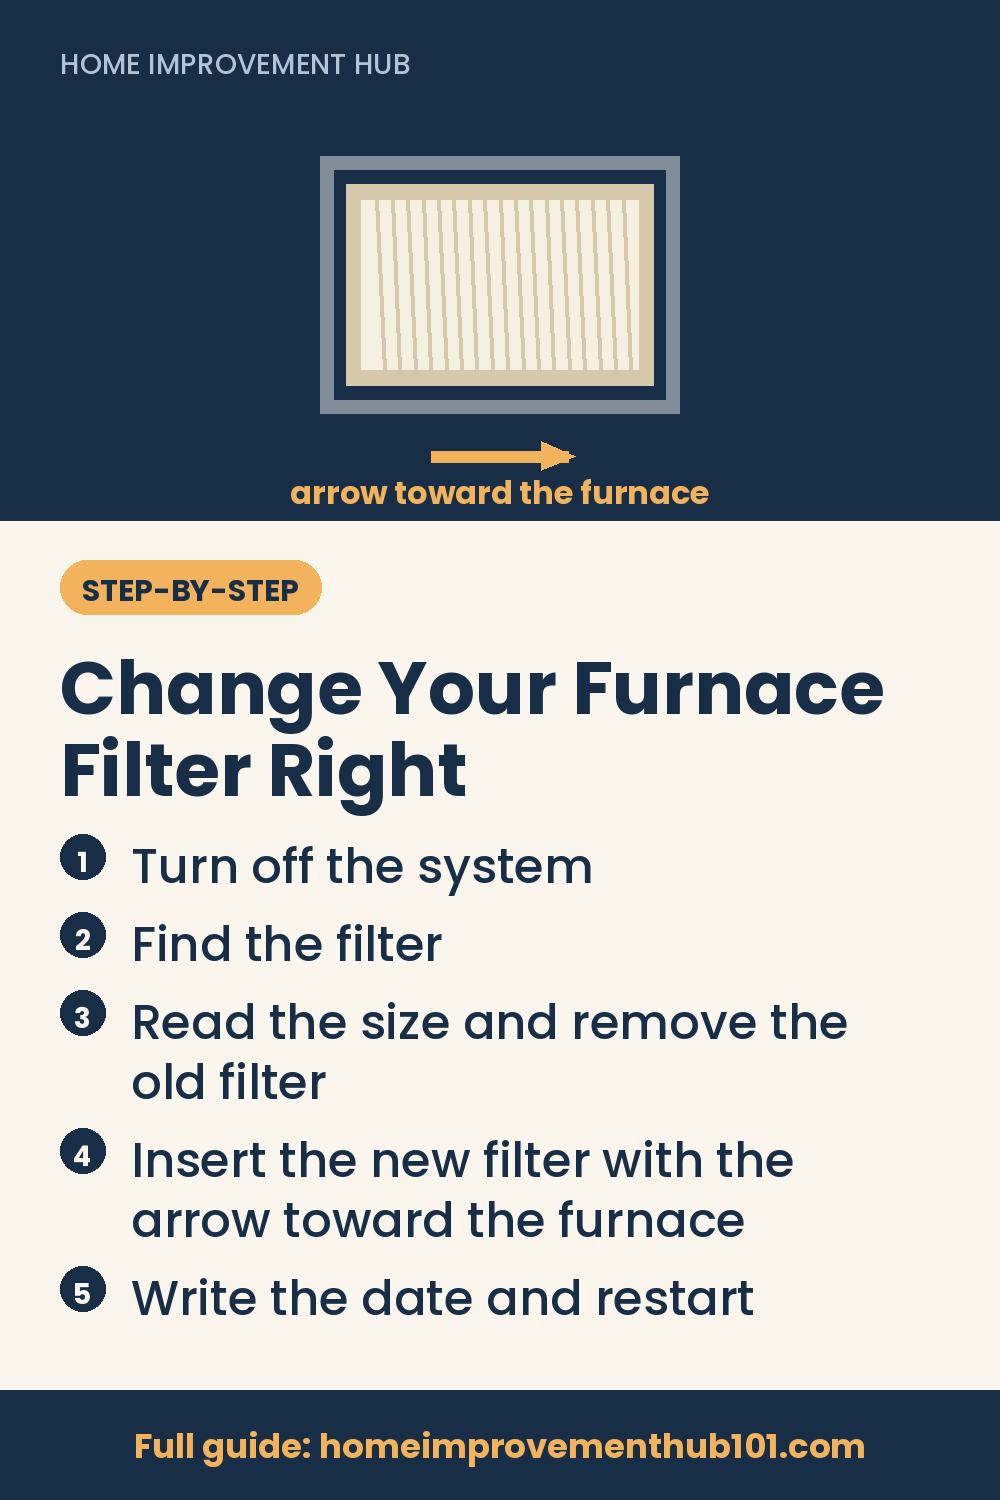 HOME IMPROVEMENT HUB
arrow toward the furnace
STEP-BY-STEP
Change Your Furnace
Filter Right
1 Turn off the system
2 Find the filter
3 Read the size and remove the
old filter
4 Insert the new filter with the
arrow toward the furnace
5 Write the date and restart
Full guide: homeimprovementhub101.com